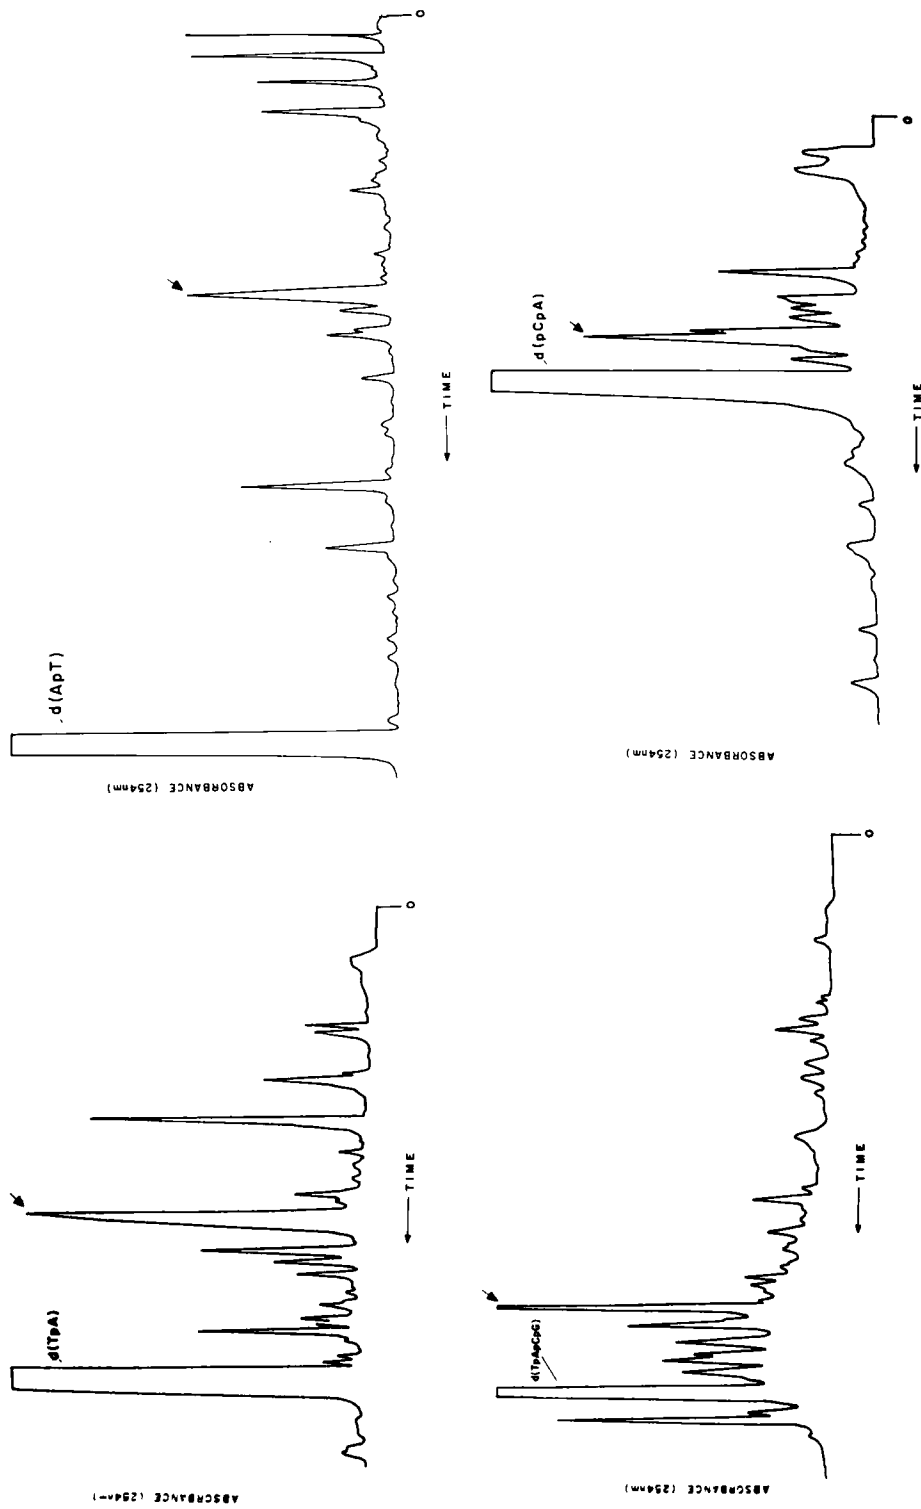 d(ApT)
ABSORBANCE (254nm)
TIME
O
d(pCpA)
ABSORBANCE (254nm)
TIME
O
d(TpA)
ABSORBANCE (254nm)
TIME
O
d(TpApCpG)
ABSORBANCE (254nm)
TIME
O